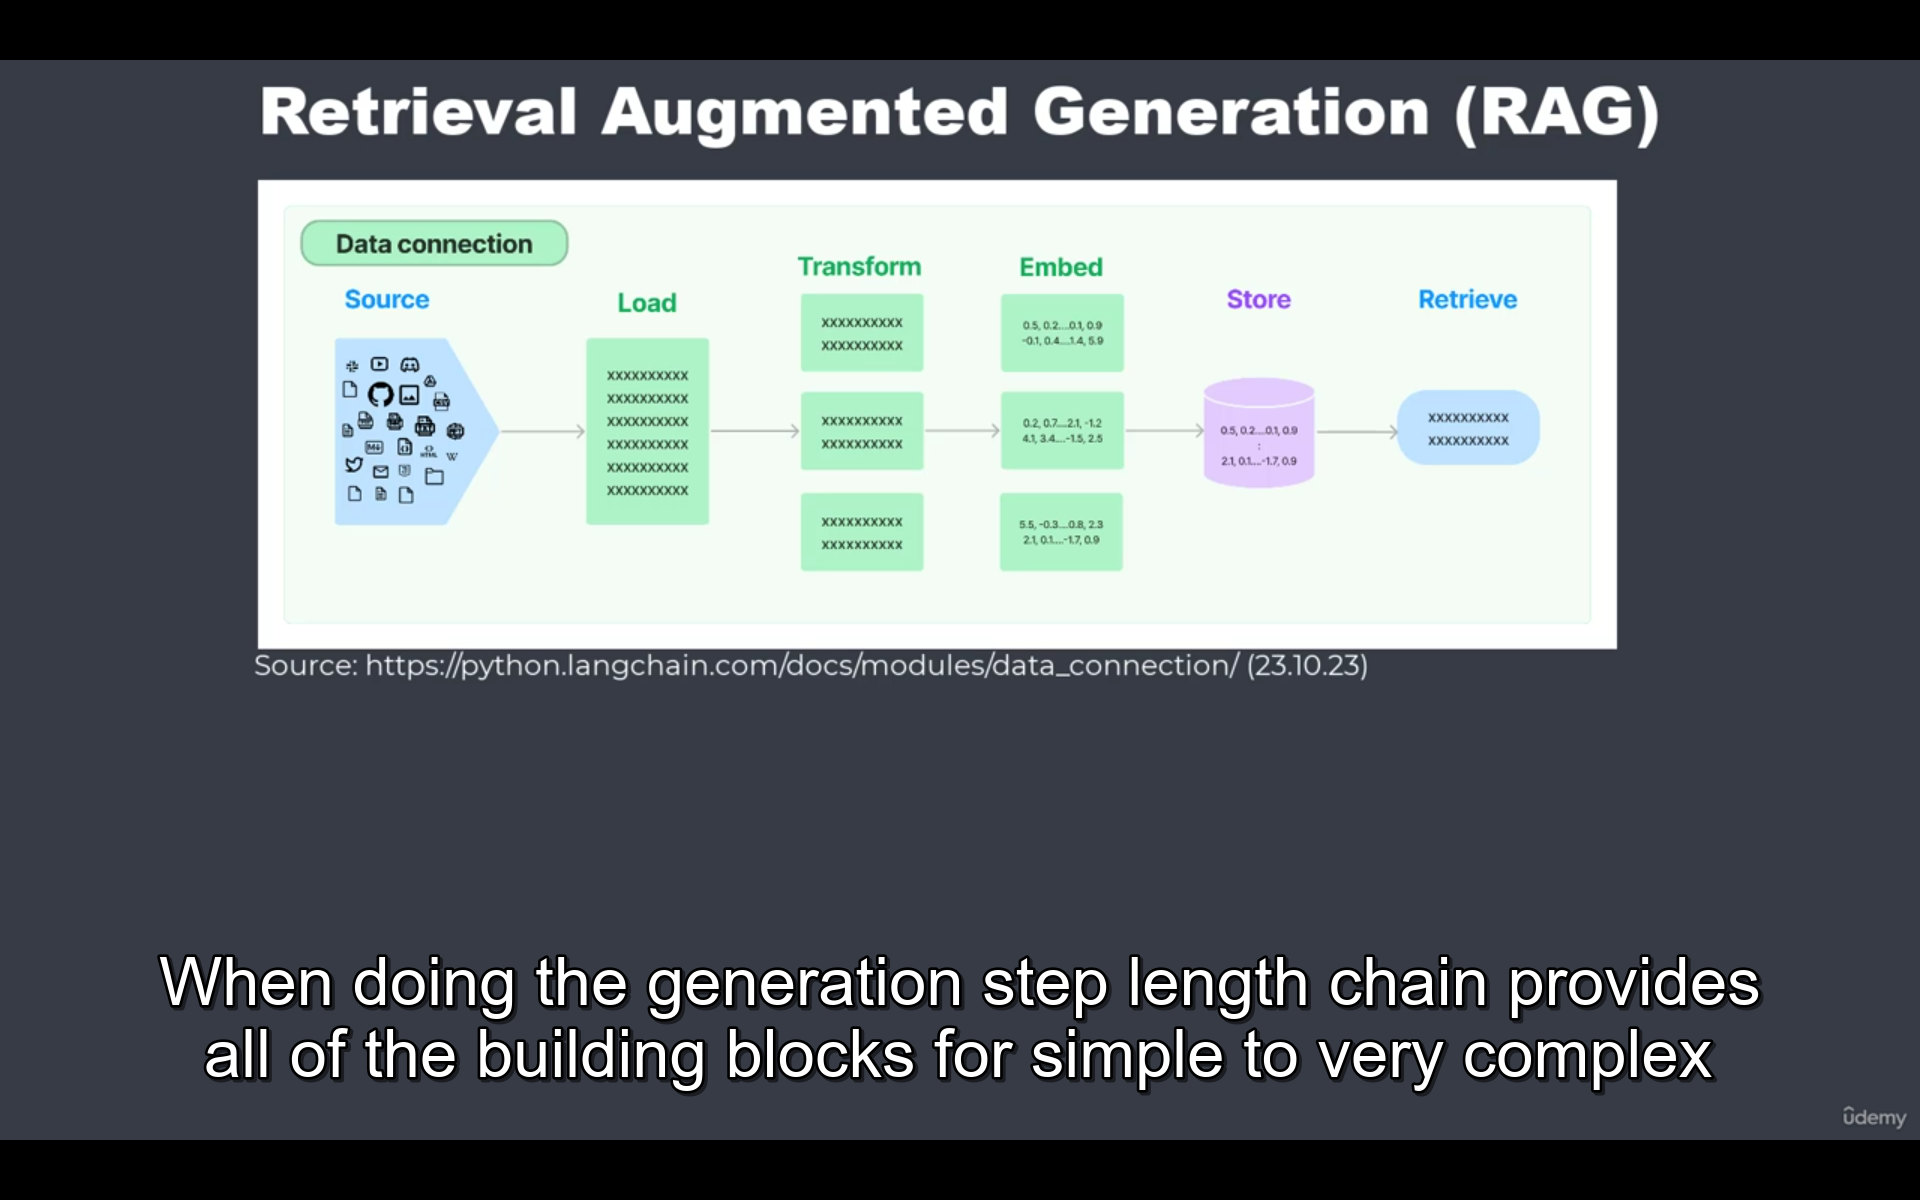 Retrieval Augmented Generation (RAG)
Data connection
Source
Load
Transform
Embed
Store
Retrieve
XXXXXXXXXX
XXXXXXXXXX
XXXXXXXXXX
XXXXXXXXXX
XXXXXXXXXX
XXXXXXXXXX
XXXXXXXXXX
XXXXXXXXXX
XXXXXXXXXX
XXXXXXXXXX
XXXXXXXXXX
XXXXXXXXXX
0.5, 0.2....0.1, 0.9
-0.1, 0.4....1.4, 5.9
0.2, 0.7....2.1, -1.2
4.1, 3.4....-1.5, 2.5
5.5, -0.3....0.8, 2.3
2.1, 0.1....-1.7, 0.9
0.5, 0.2....0.1, 0.9
:
2.1, 0.1....-1.7, 0.9
XXXXXXXXXX
XXXXXXXXXX
Source: https://python.langchain.com/docs/modules/data_connection/ (23.10.23)
When doing the generation step length chain provides
all of the building blocks for simple to very complex
ûdemy